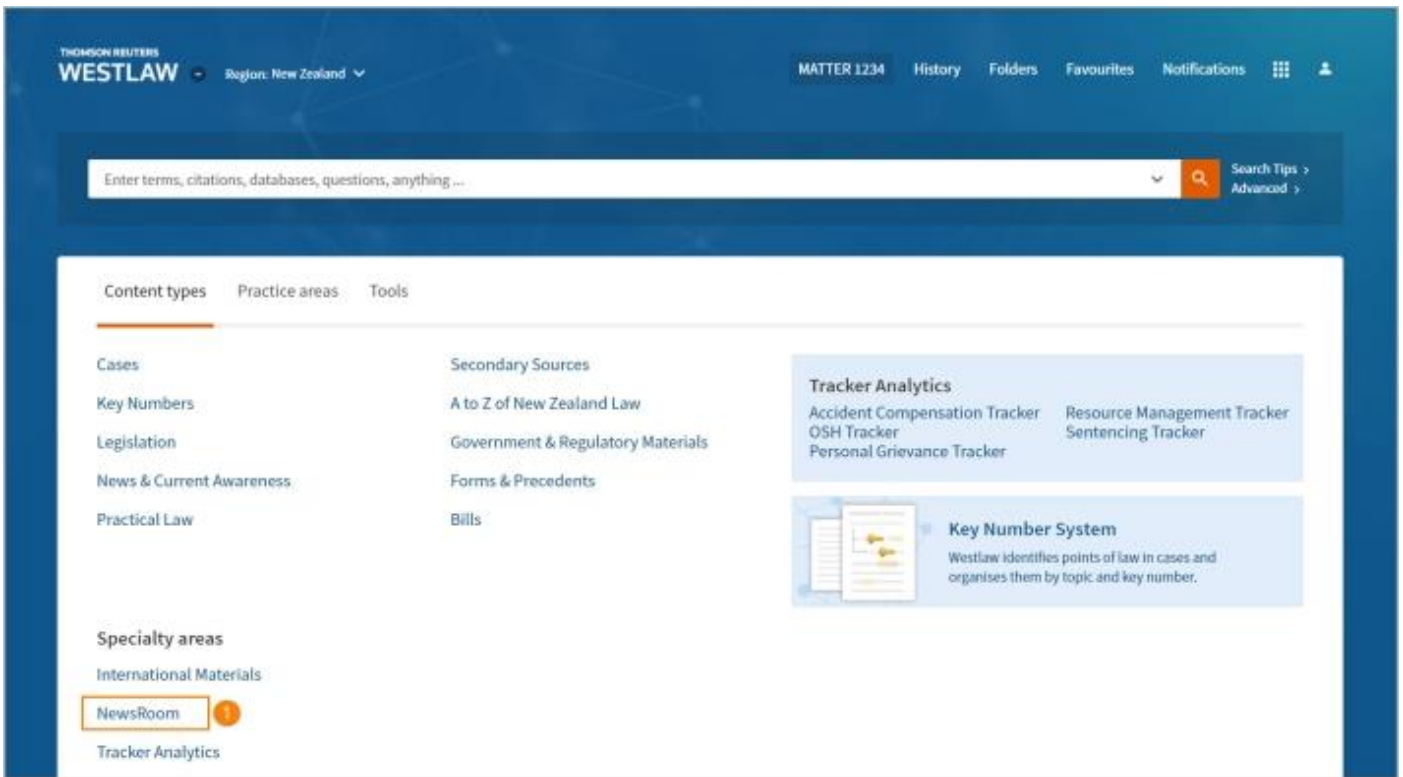 THOMSON REUTERS
WESTLAW
Region: New Zealand
MATTER 1234 History Folders Favourites Notifications
Enter terms, citations, databases, questions, anything ...
Search Tips >
Advanced >
Content types Practice areas Tools
Cases
Key Numbers
Legislation
News & Current Awareness
Practical Law
Secondary Sources
A to Z of New Zealand Law
Government & Regulatory Materials
Forms & Precedents
Bills
Tracker Analytics
Accident Compensation Tracker
OSH Tracker
Personal Grievance Tracker
Resource Management Tracker
Sentencing Tracker
Key Number System
Westlaw identifies points of law in cases and
organises them by topic and key number.
Specialty areas
International Materials
NewsRoom 1
Tracker Analytics